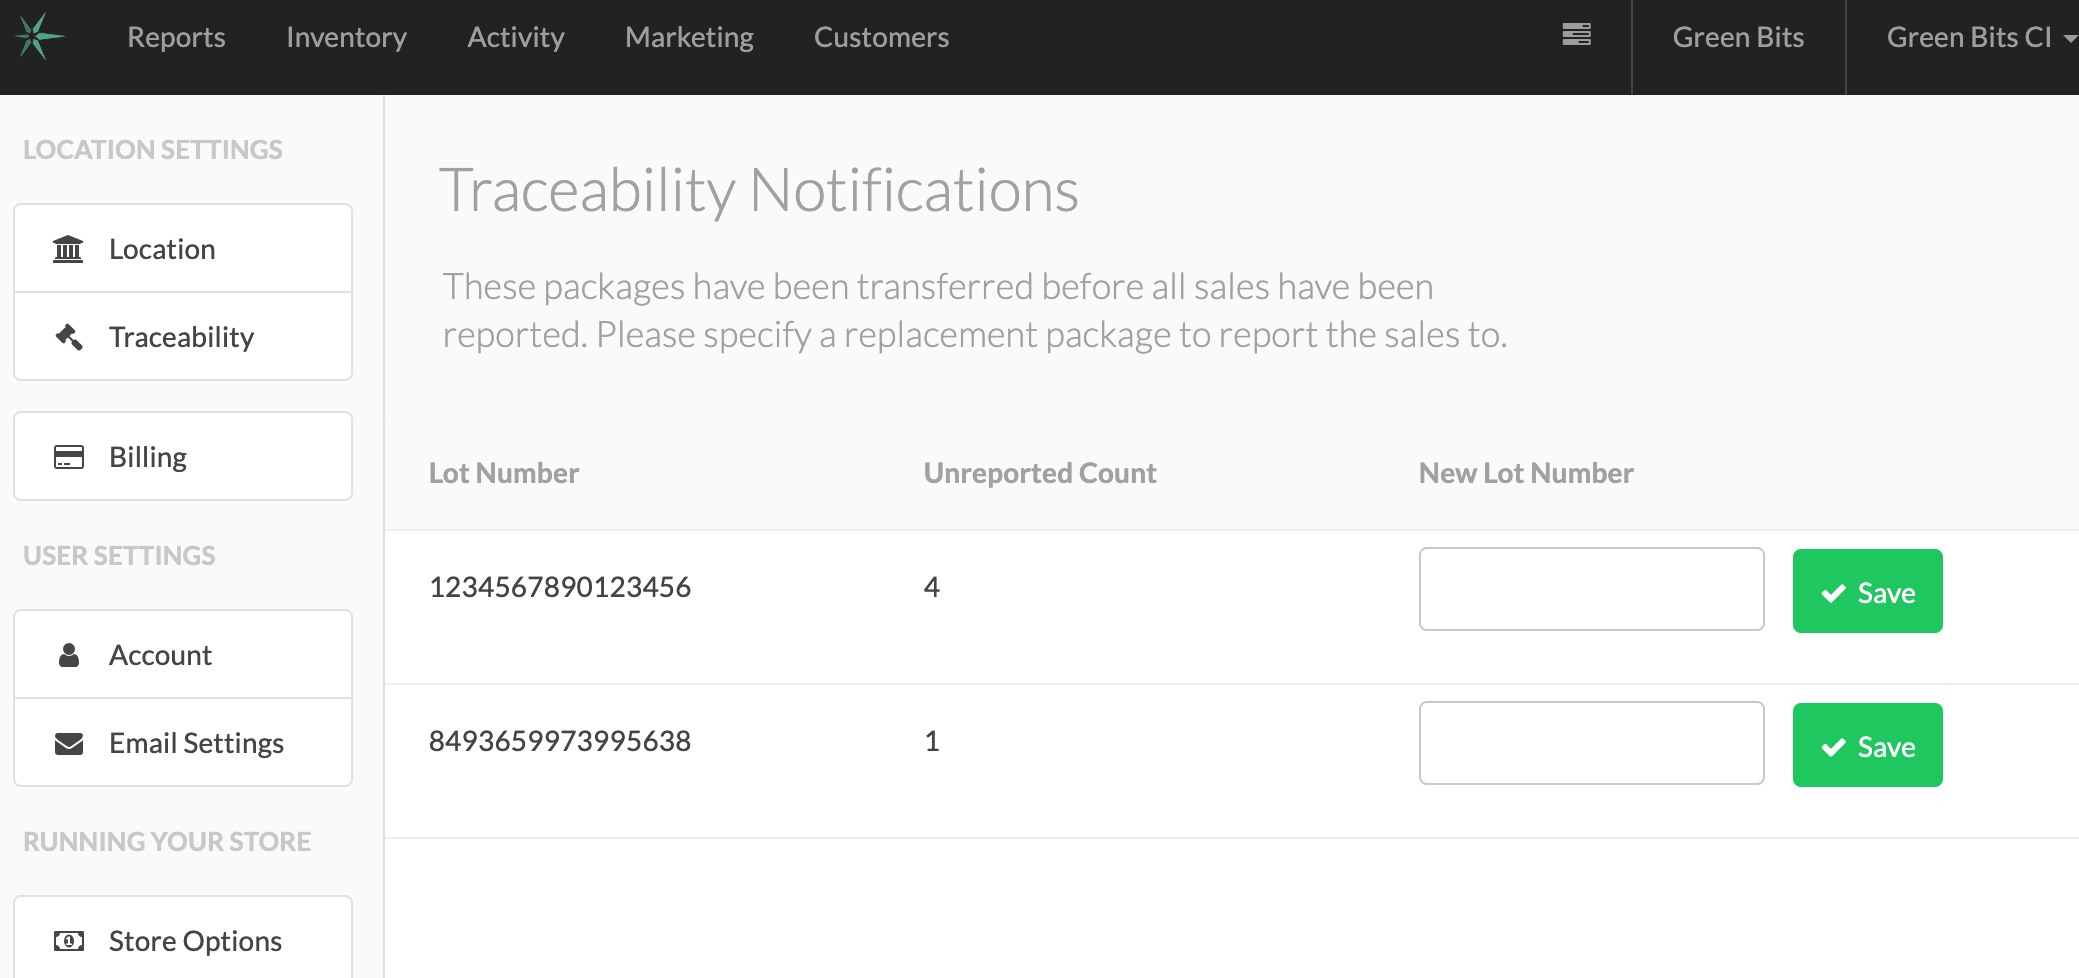 Reports Inventory Activity Marketing Customers Green Bits Green Bits CI
LOCATION SETTINGS
Location
Traceability
Billing
USER SETTINGS
Account
Email Settings
RUNNING YOUR STORE
Store Options
Traceability Notifications
These packages have been transferred before all sales have been
reported. Please specify a replacement package to report the sales to.
Lot Number Unreported Count New Lot Number
1234567890123456 4 Save
8493659973995638 1 Save